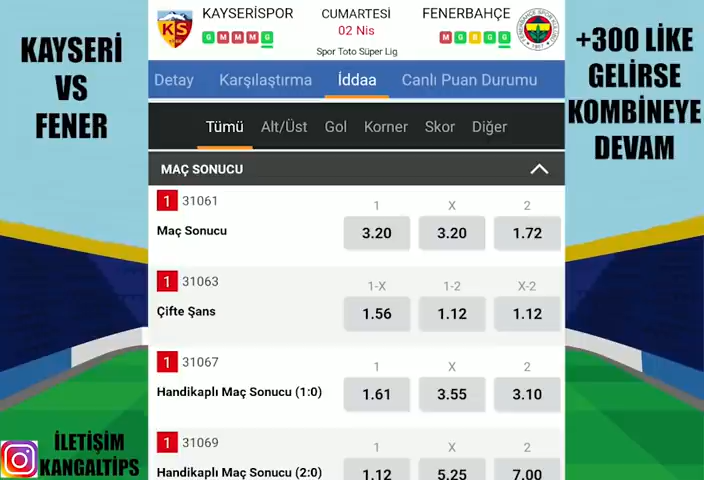 KAYSERİ
VS
FENER
KAYSERİSPOR
G M M M G
CUMARTESİ
02 Nis
Spor Toto Süper Lig
FENERBAHÇE
M G B G G
Detay Karşılaştırma İddaa Canlı Puan Durumu
Tümü Alt/Üst Gol Korner Skor Diğer
MAÇ SONUCU
1 31061 1 X 2
Maç Sonucu 3.20 3.20 1.72
1 31063 1-X 1-2 X-2
Çifte Şans 1.56 1.12 1.12
1 31067 1 X 2
Handikaplı Maç Sonucu (1:0) 1.61 3.55 3.10
1 31069 1 X 2
Handikaplı Maç Sonucu (2:0) 1.12 5.25 7.00
+300 LİKE
GELİRSE
KOMBİNEYE
DEVAM
İLETİŞİM
KANGALTİPS